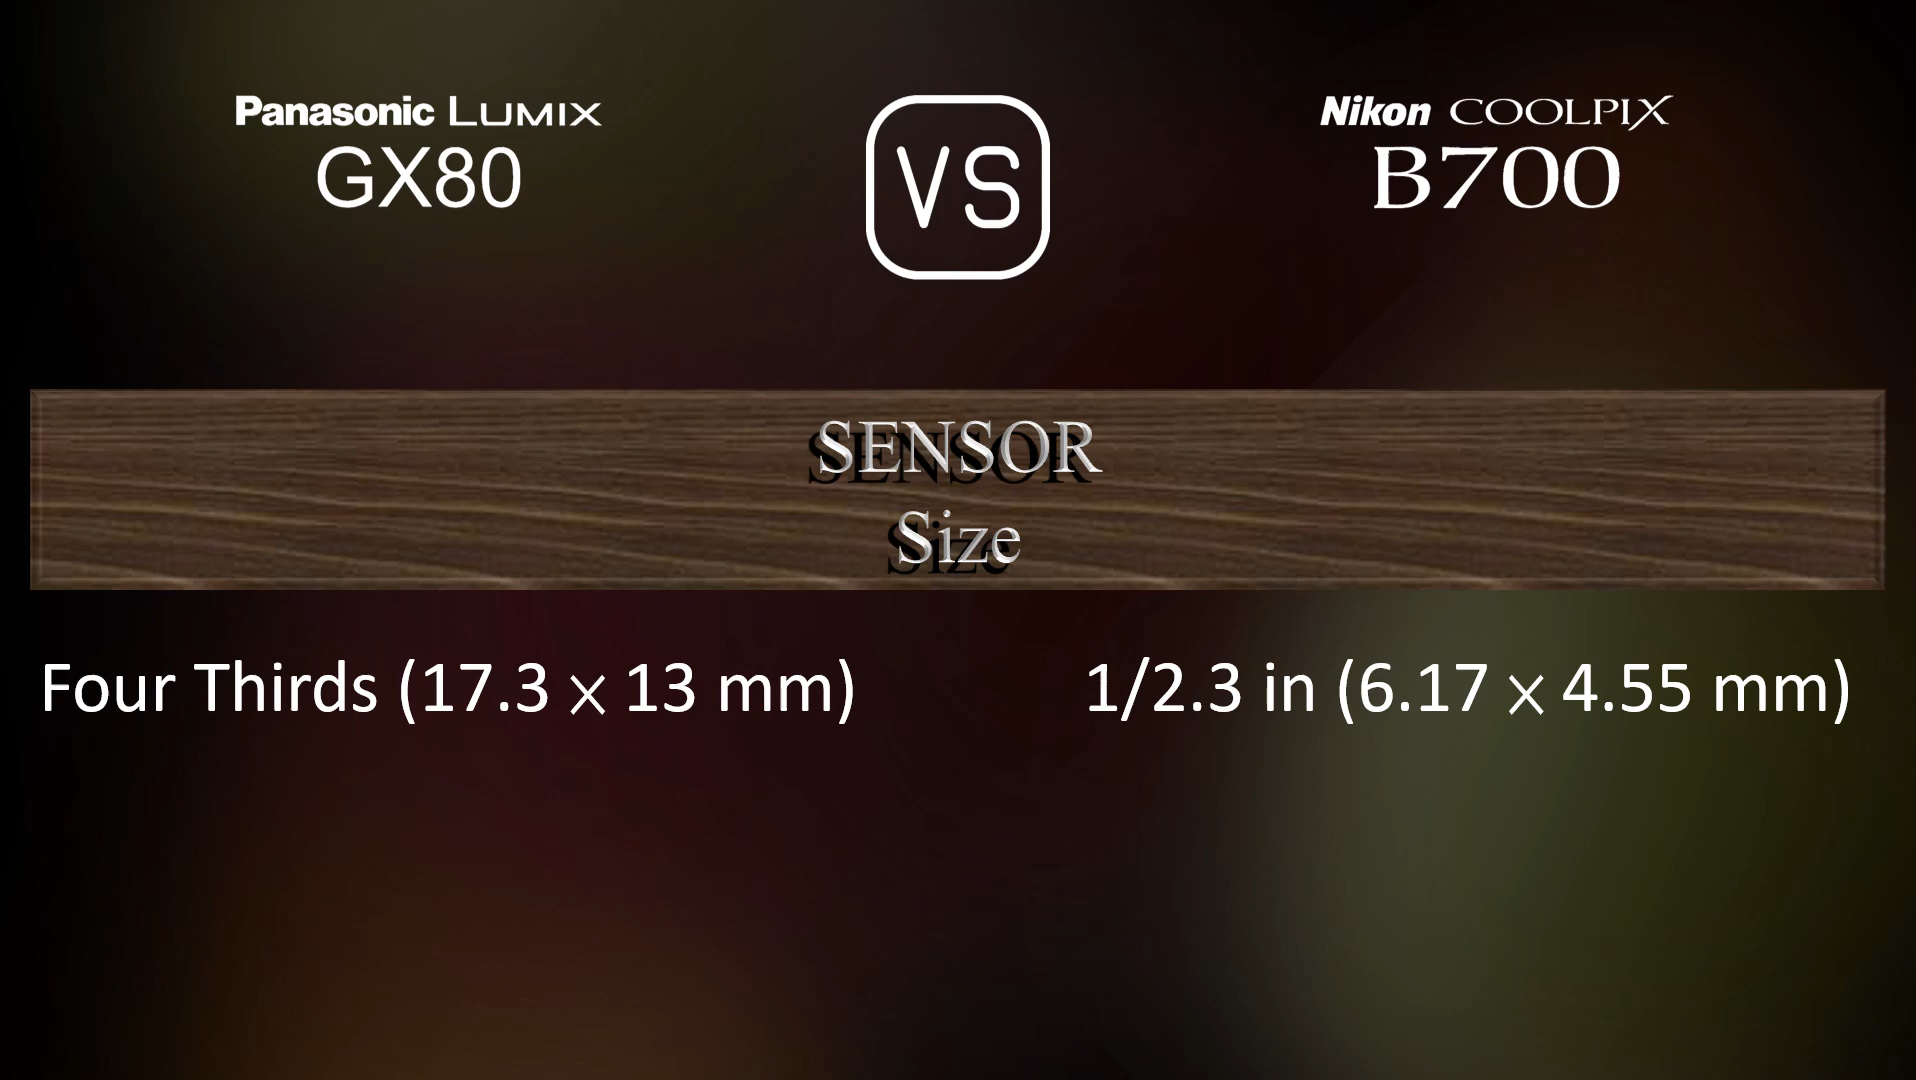 Panasonic LUMIX
GX80
VS
Nikon COOLPIX
B700
SENSOR
Size
Four Thirds (17.3 x 13 mm)
1/2.3 in (6.17 x 4.55 mm)